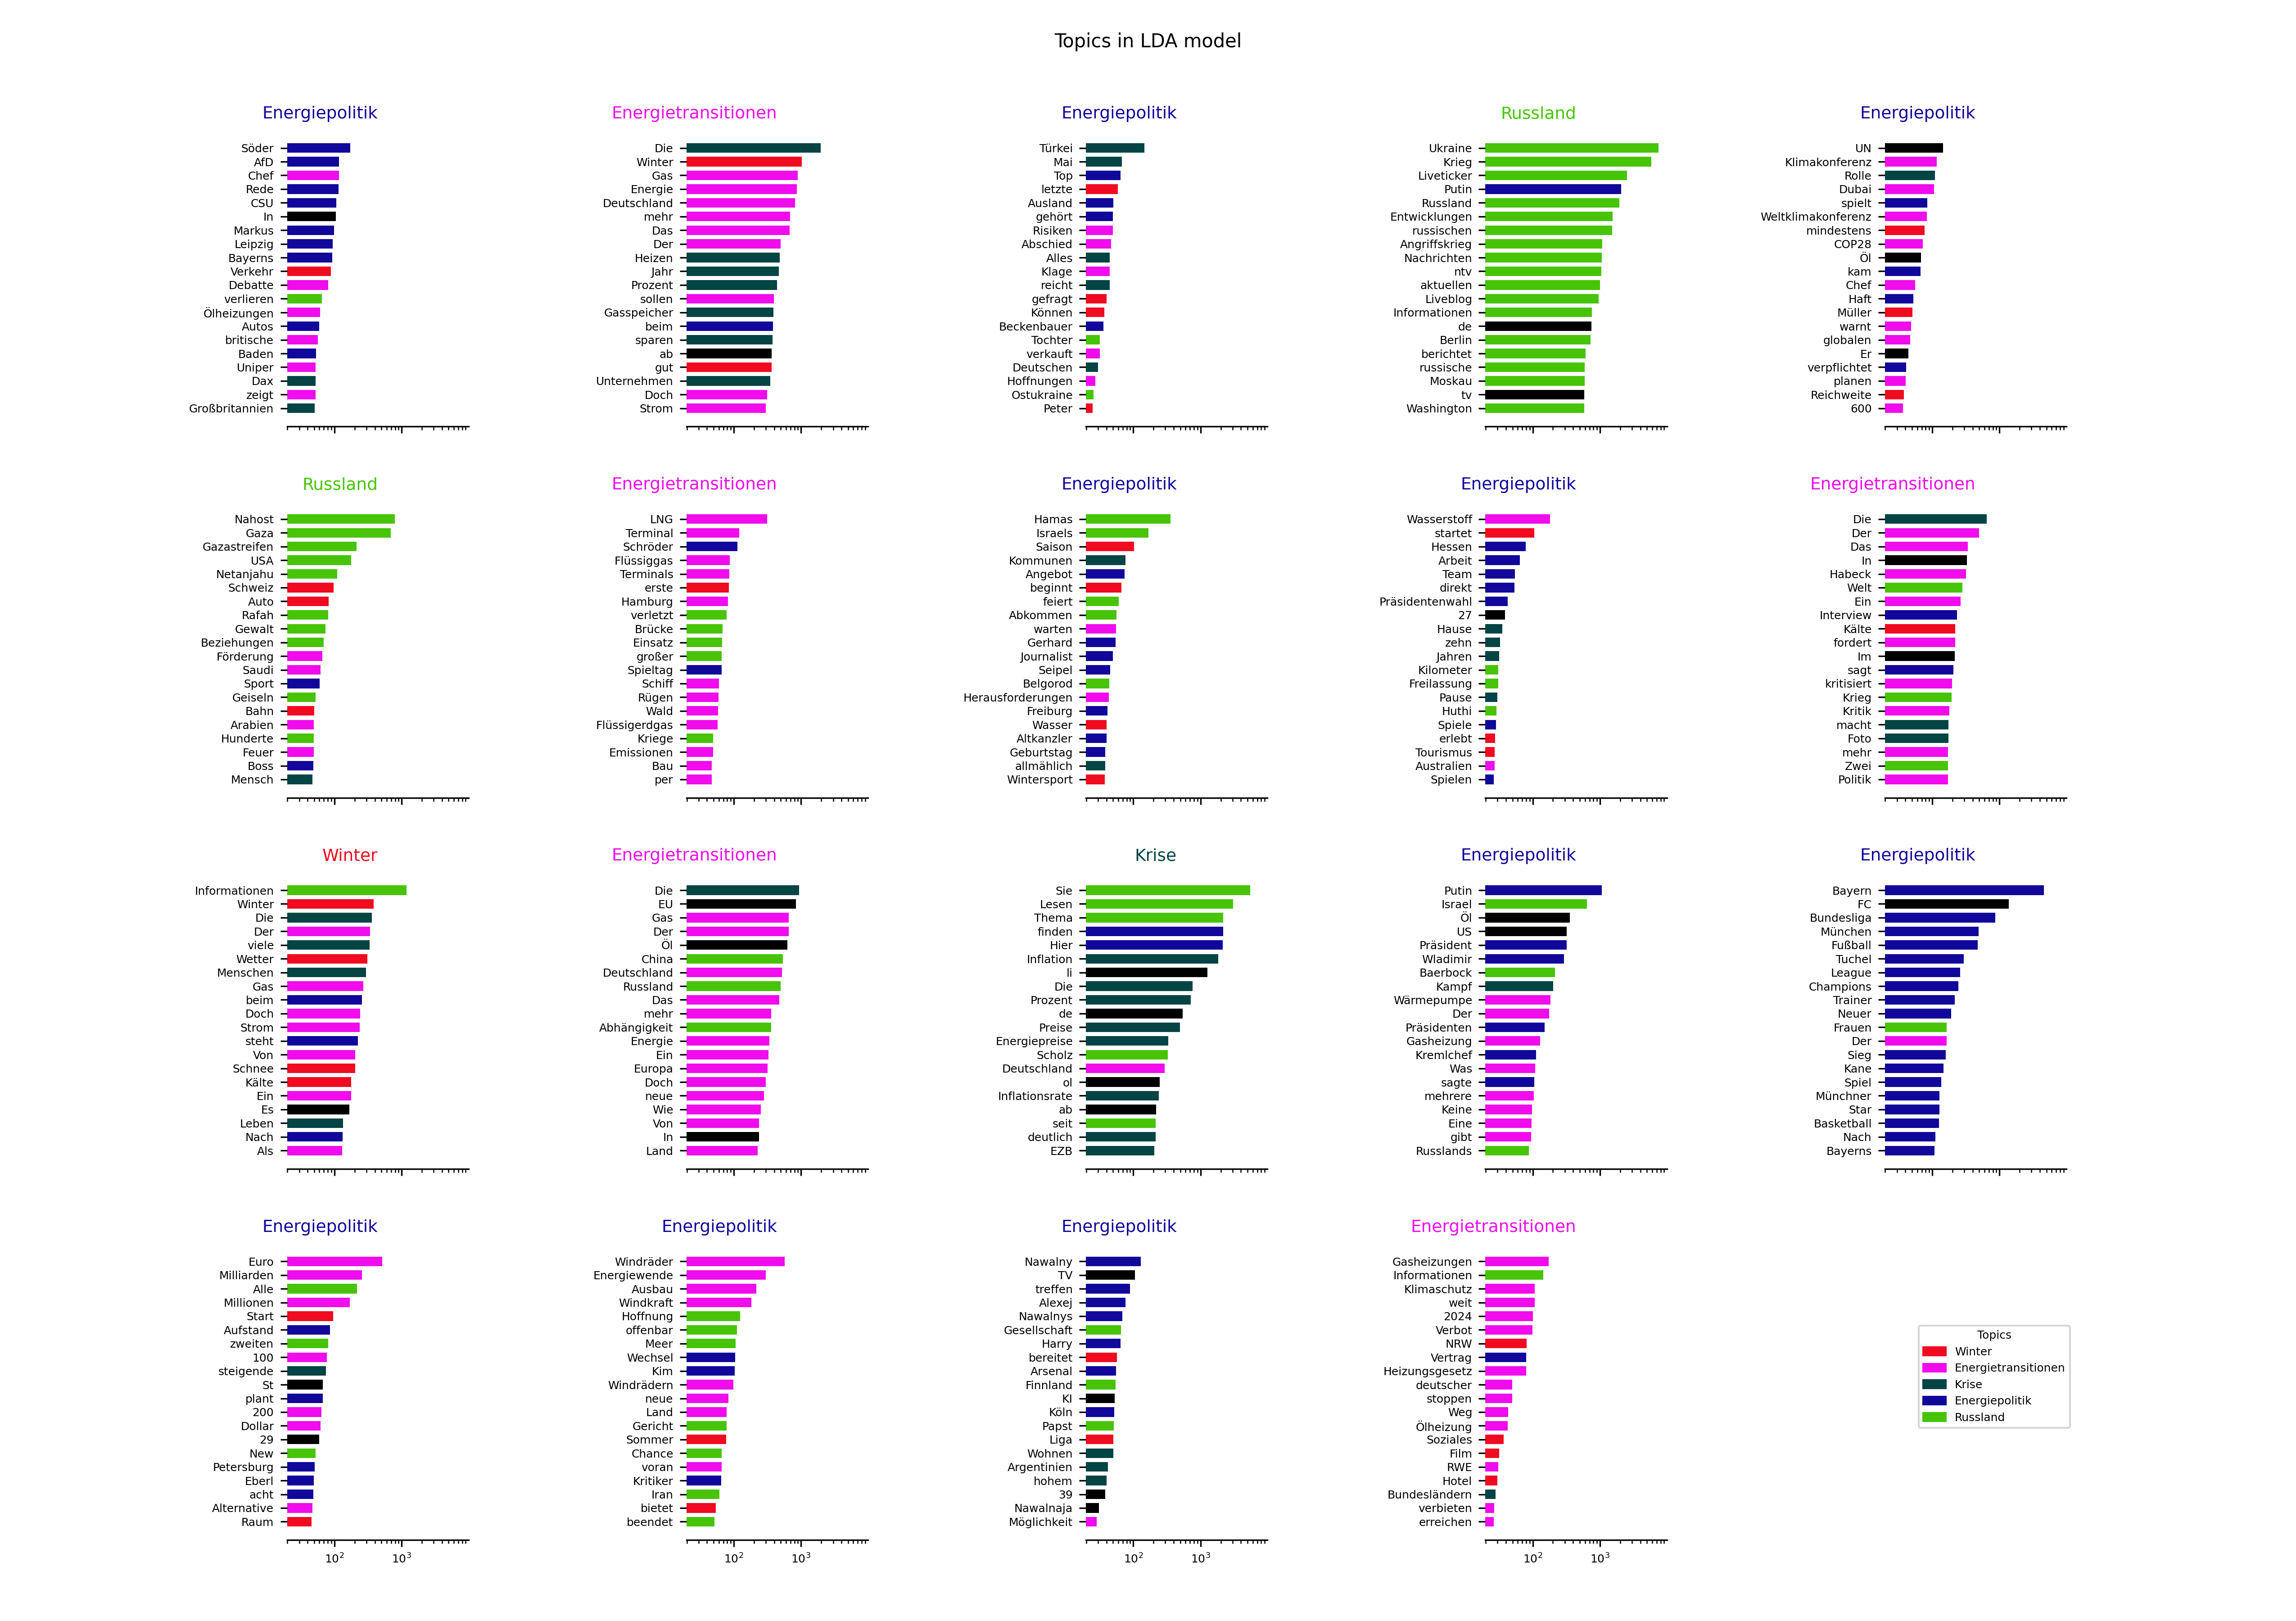 Topics in LDA model
Energiepolitik
Söder
AfD
Chef
Rede
CSU
In
Markus
Leipzig
Bayerns
Verkehr
Debatte
verlieren
Ölheizungen
Autos
britische
Baden
Uniper
Dax
zeigt
Großbritannien
Energietransitionen
Die
Winter
Gas
Energie
Deutschland
mehr
Das
Der
Heizen
Jahr
Prozent
sollen
Gasspeicher
beim
sparen
ab
gut
Unternehmen
Doch
Strom
Energiepolitik
Türkei
Mai
Top
letzte
Ausland
gehört
Risiken
Abschied
Alles
Klage
reicht
gefragt
Können
Beckenbauer
Tochter
verkauft
Deutschen
Hoffnungen
Ostukraine
Peter
Russland
Ukraine
Krieg
Liveticker
Putin
Russland
Entwicklungen
russischen
Angriffskrieg
Nachrichten
ntv
aktuellen
Liveblog
Informationen
de
Berlin
berichtet
russische
Moskau
tv
Washington
Energiepolitik
UN
Klimakonferenz
Rolle
Dubai
spielt
Weltklimakonferenz
mindestens
COP28
Öl
kam
Chef
Haft
Müller
warnt
globalen
Er
verpflichtet
planen
Reichweite
600
Russland
Nahost
Gaza
Gazastreifen
USA
Netanjahu
Schweiz
Auto
Rafah
Gewalt
Beziehungen
Förderung
Saudi
Sport
Geiseln
Bahn
Arabien
Hunderte
Feuer
Boss
Mensch
Energietransitionen
LNG
Terminal
Schröder
Flüssiggas
Terminals
erste
Hamburg
verletzt
Brücke
Einsatz
großer
Spieltag
Schiff
Rügen
Wald
Flüssigerdgas
Kriege
Emissionen
Bau
per
Energiepolitik
Hamas
Israels
Saison
Kommunen
Angebot
beginnt
feiert
Abkommen
warten
Gerhard
Journalist
Seipel
Belgorod
Herausforderungen
Freiburg
Wasser
Altkanzler
Geburtstag
allmählich
Wintersport
Energiepolitik
Wasserstoff
startet
Hessen
Arbeit
Team
direkt
Präsidentenwahl
27
Hause
zehn
Jahren
Kilometer
Freilassung
Pause
Huthi
Spiele
erlebt
Tourismus
Australien
Spielen
Energietransitionen
Die
Der
Das
In
Habeck
Welt
Ein
Interview
Kälte
fordert
Im
sagt
kritisiert
Krieg
Kritik
macht
Foto
mehr
Zwei
Politik
Winter
Informationen
Winter
Die
Der
viele
Wetter
Menschen
Gas
beim
Doch
Strom
steht
Von
Schnee
Kälte
Ein
Es
Leben
Nach
Als
Energietransitionen
Die
EU
Gas
Der
Öl
China
Deutschland
Russland
Das
mehr
Abhängigkeit
Energie
Ein
Europa
Doch
neue
Wie
Von
In
Land
Krise
Sie
Lesen
Thema
finden
Hier
Inflation
li
Die
Prozent
de
Preise
Energiepreise
Scholz
Deutschland
ol
Inflationsrate
ab
seit
deutlich
EZB
Energiepolitik
Putin
Israel
Öl
US
Präsident
Wladimir
Baerbock
Kampf
Wärmepumpe
Der
Präsidenten
Gasheizung
Kremlchef
Was
sagte
mehrere
Keine
Eine
gibt
Russlands
Energiepolitik
Bayern
FC
Bundesliga
München
Fußball
Tuchel
League
Champions
Trainer
Neuer
Frauen
Der
Sieg
Kane
Spiel
Münchner
Star
Basketball
Nach
Bayerns
Energiepolitik
Euro
Milliarden
Alle
Millionen
Start
Aufstand
zweiten
100
steigende
St
plant
200
Dollar
29
New
Petersburg
Eberl
acht
Alternative
Raum
10² 10³
Energiepolitik
Windräder
Energiewende
Ausbau
Windkraft
Hoffnung
offenbar
Meer
Wechsel
Kim
Windrädern
neue
Land
Gericht
Sommer
Chance
voran
Kritiker
Iran
bietet
beendet
10² 10³
Energiepolitik
Nawalny
TV
treffen
Alexej
Nawalnys
Gesellschaft
Harry
bereitet
Arsenal
Finnland
KI
Köln
Papst
Liga
Wohnen
Argentinien
hohem
39
Nawalnaja
Möglichkeit
10² 10³
Energietransitionen
Gasheizungen
Informationen
Klimaschutz
weit
2024
Verbot
NRW
Vertrag
Heizungsgesetz
deutscher
stoppen
Weg
Ölheizung
Soziales
Film
RWE
Hotel
Bundesländern
verbieten
erreichen
10² 10³
Topics
Winter
Energietransitionen
Krise
Energiepolitik
Russland